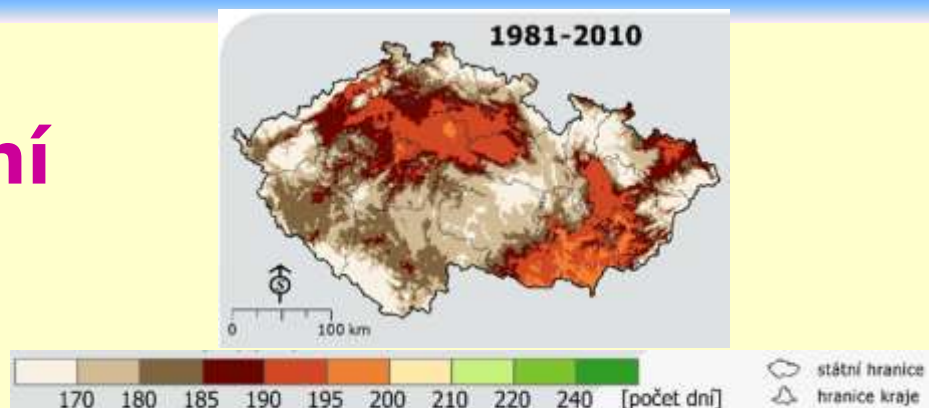 1981-2010
ní
0 100 km
170 180 185 190 195 200 210 220 240 [počet dní]
státní hranice
hranice kraje